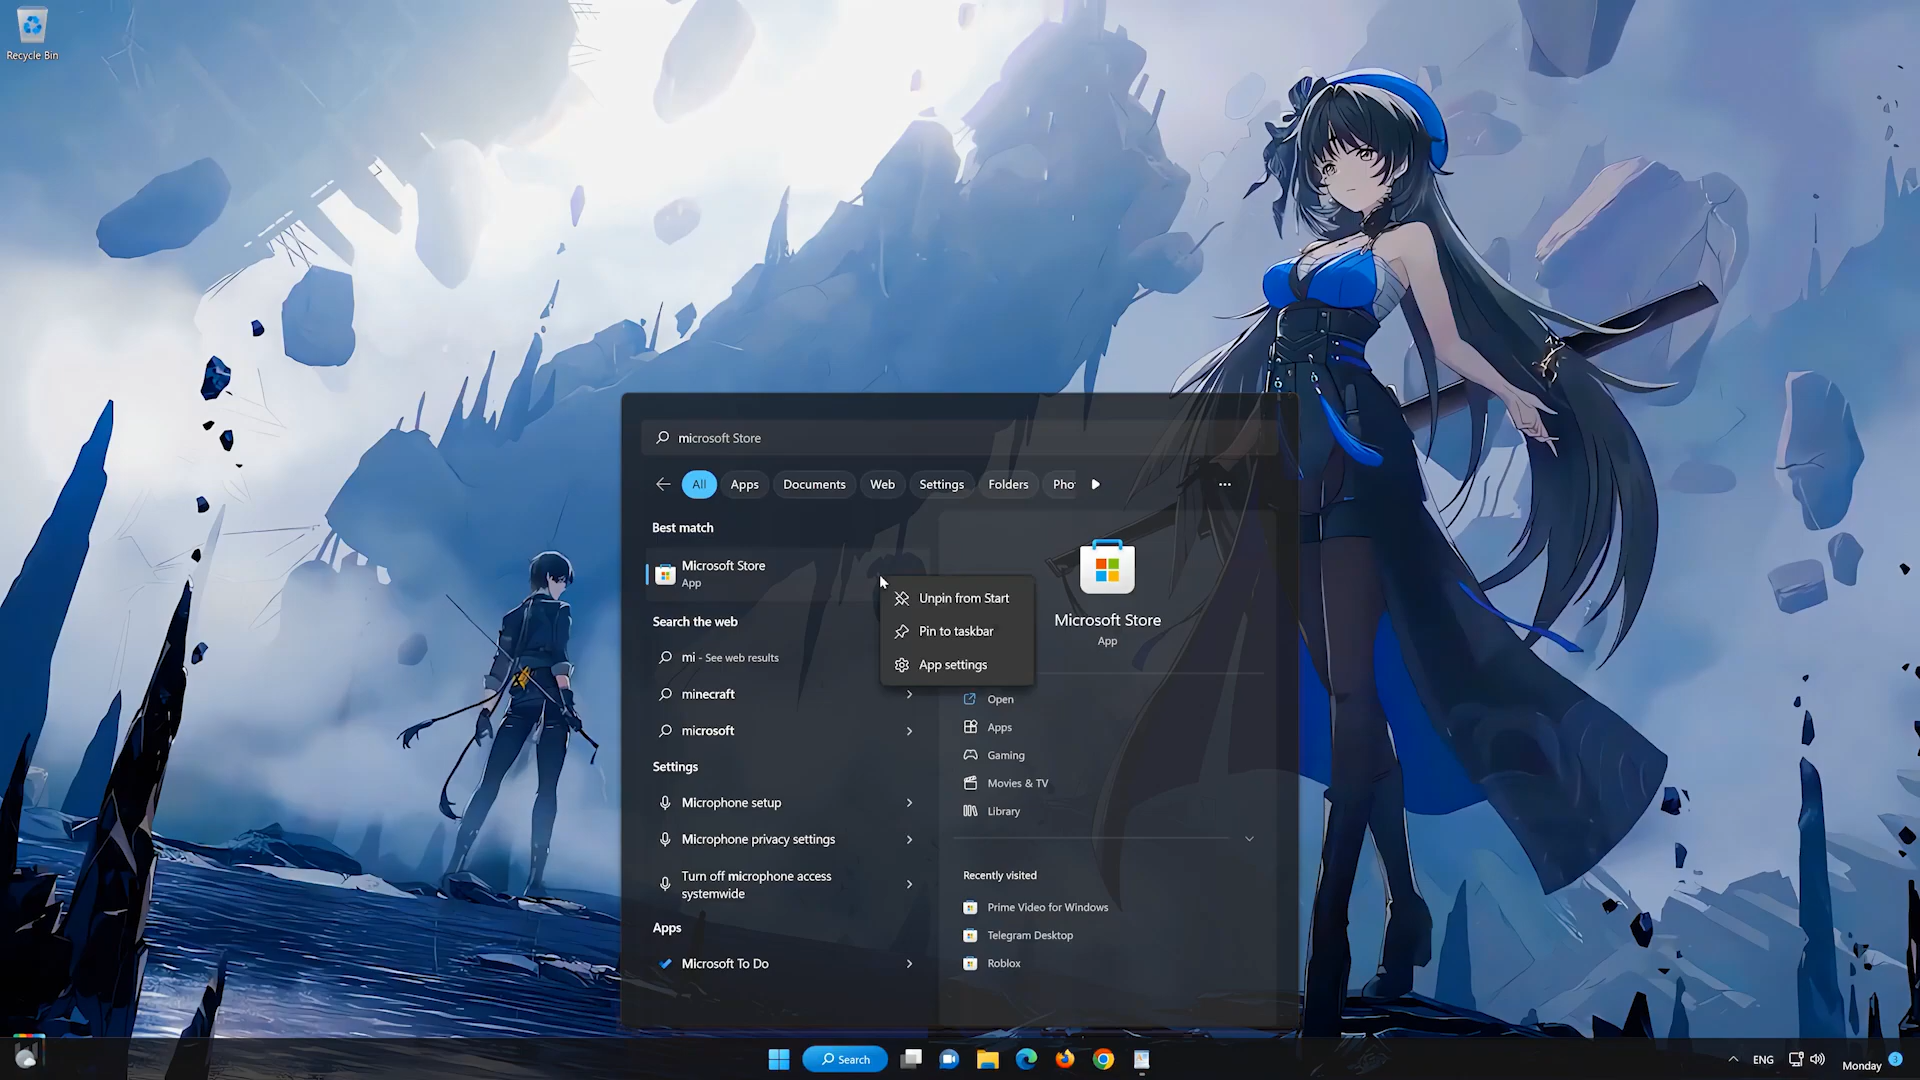 Recycle Bin
microsoft Store
All
Apps
Documents
Web
Settings
Folders
Pho
Best match
Microsoft Store
App
Search the web
mi - See web results
minecraft
microsoft
Settings
Microphone setup
Microphone privacy settings
Turn off microphone access
systemwide
Apps
Microsoft To Do
Unpin from Start
Pin to taskbar
App settings
Microsoft Store
App
Open
Apps
Gaming
Movies & TV
Library
Recently visited
Prime Video for Windows
Telegram Desktop
Roblox
Search
ENG
Monday
3